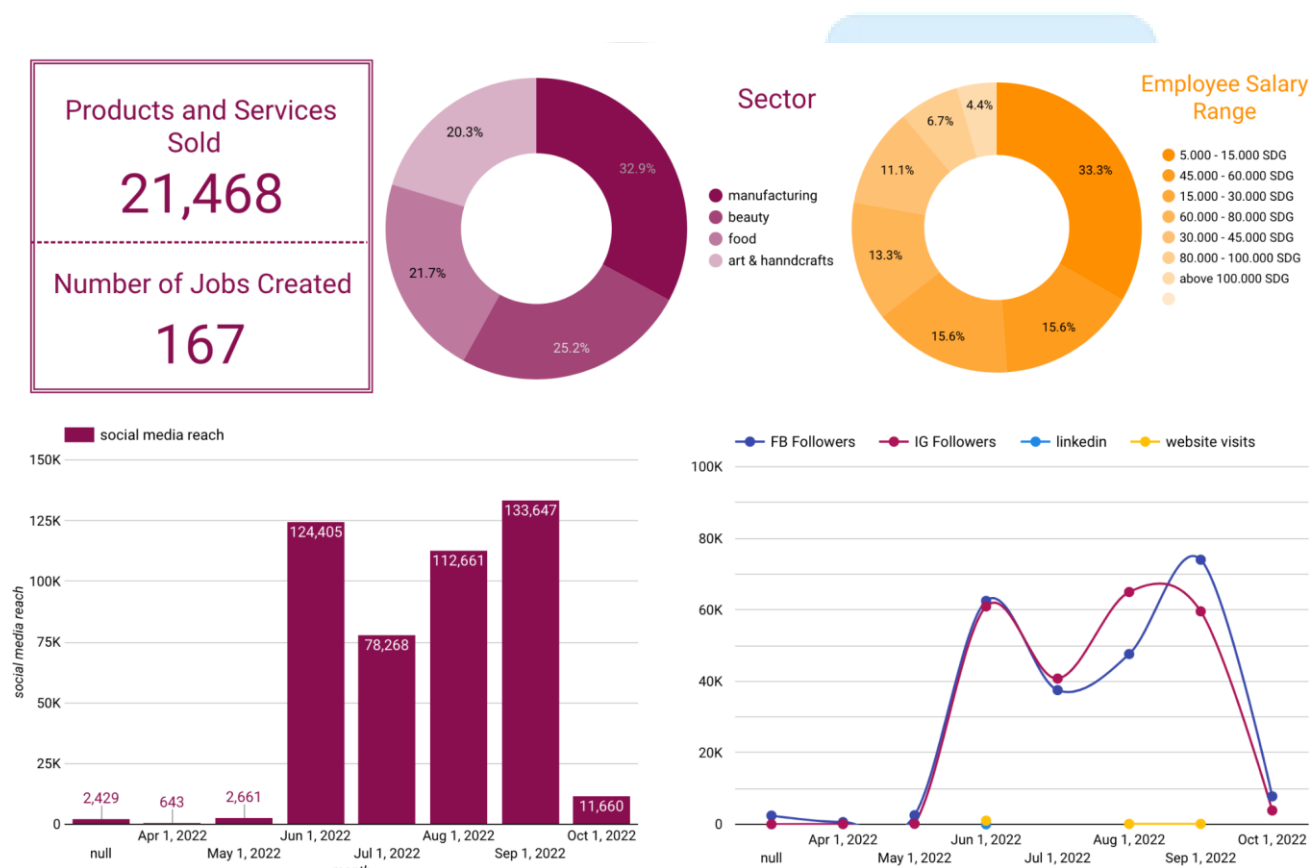 Products and Services
Sold
21,468
Number of Jobs Created
167
20.3%
32.9%
21.7%
25.2%
Sector
manufacturing
beauty
food
art & hanndcrafts
4.4%
6.7%
11.1%
33.3%
13.3%
15.6%
15.6%
Employee Salary
Range
5.000 - 15.000 SDG
45.000 - 60.000 SDG
15.000 - 30.000 SDG
60.000 - 80.000 SDG
30.000 - 45.000 SDG
80.000 - 100.000 SDG
above 100.000 SDG
social media reach
150K
125K
100K
75K
50K
25K
0
social media reach
2,429
643
2,661
124,405
78,268
112,661
133,647
11,660
null
Apr 1, 2022
May 1, 2022
Jun 1, 2022
Jul 1, 2022
Aug 1, 2022
Sep 1, 2022
Oct 1, 2022
FB Followers
IG Followers
linkedin
website visits
100K
80K
60K
40K
20K
0
null
Apr 1, 2022
May 1, 2022
Jun 1, 2022
Jul 1, 2022
Aug 1, 2022
Sep 1, 2022
Oct 1, 2022